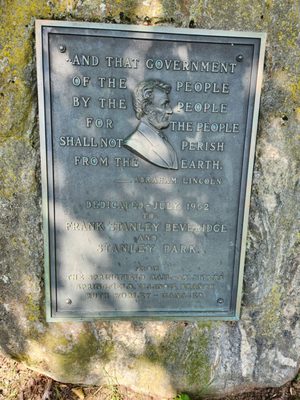 ..AND THAT GOVERNMENT
OF THE PEOPLE
BY THE PEOPLE
FOR THE PEOPLE
SHALL NOT PERISH
FROM THE EARTH.
ABRAHAM LINCOLN
DEDICATED - JULY 1962
TO
FRANK STANLEY BEVERIDGE
AND
STANLEY PARK.
FROM